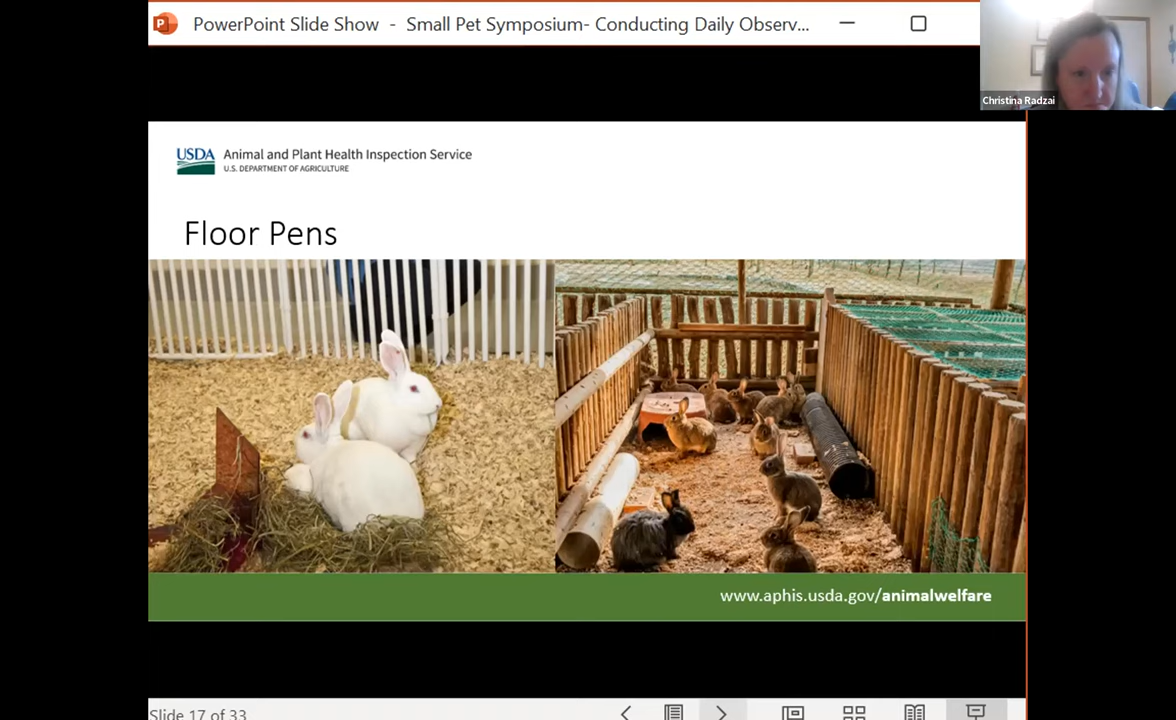 PowerPoint Slide Show - Small Pet Symposium- Conducting Daily Observ...
Christina Radzai
USDA
Animal and Plant Health Inspection Service
U.S. DEPARTMENT OF AGRICULTURE
Floor Pens
www.aphis.usda.gov/animalwelfare
Slide 17 of 33